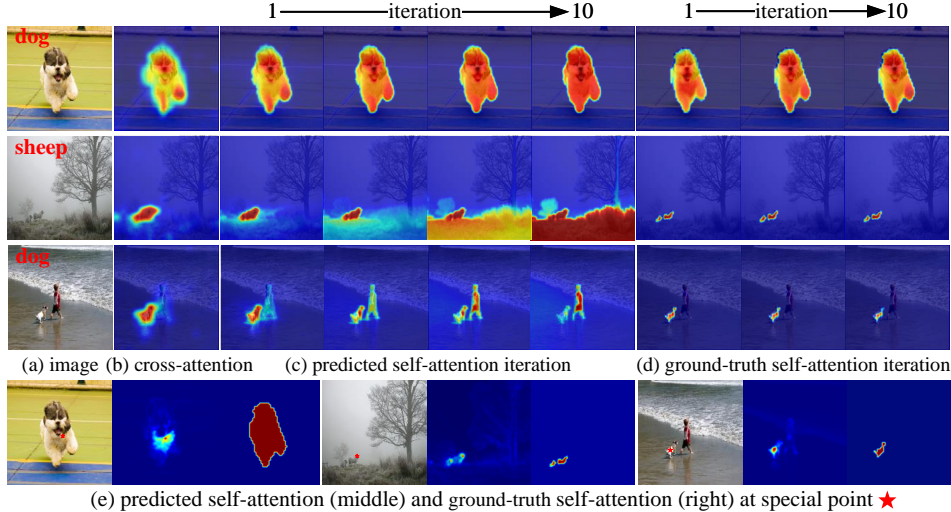 1 iteration 10 1 iteration 10
dog
sheep
dog
(a) image (b) cross-attention (c) predicted self-attention iteration (d) ground-truth self-attention iteration
(e) predicted self-attention (middle) and ground-truth self-attention (right) at special point